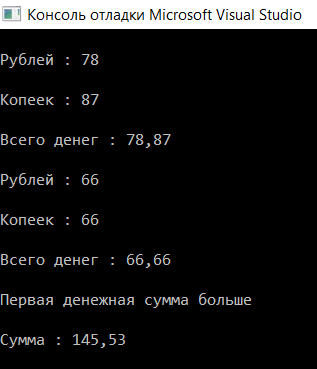 Консоль отладки Microsoft Visual Studio
Рублей : 78
Копеек : 87
Всего денег : 78,87
Рублей : 66
Копеек : 66
Всего денег : 66,66
Первая денежная сумма больше
Сумма : 145,53